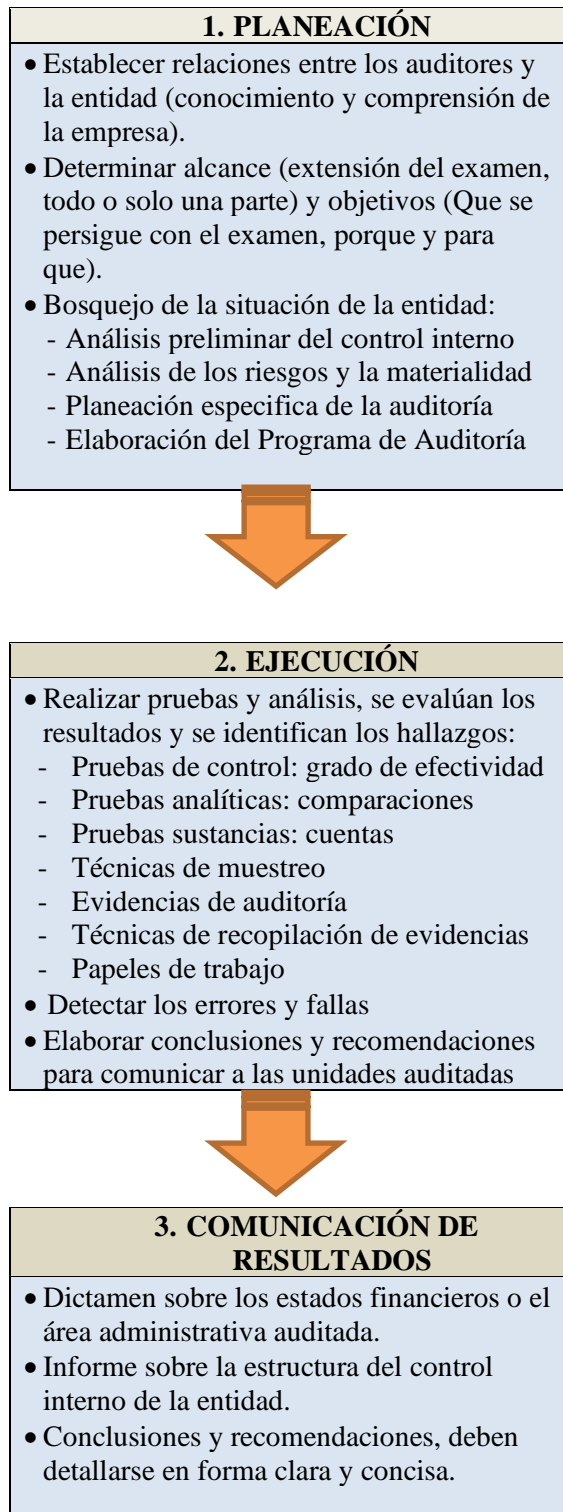 1. PLANEACIÓN
• Establecer relaciones entre los auditores y
la entidad (conocimiento y comprensión de
la empresa).
• Determinar alcance (extensión del examen,
todo o solo una parte) y objetivos (Que se
persigue con el examen, porque y para
que).
• Bosquejo de la situación de la entidad:
- Análisis preliminar del control interno
- Análisis de los riesgos y la materialidad
- Planeación especifica de la auditoría
- Elaboración del Programa de Auditoría
2. EJECUCIÓN
• Realizar pruebas y análisis, se evalúan los
resultados y se identifican los hallazgos:
- Pruebas de control: grado de efectividad
- Pruebas analíticas: comparaciones
- Pruebas sustancias: cuentas
- Técnicas de muestreo
- Evidencias de auditoría
- Técnicas de recopilación de evidencias
- Papeles de trabajo
• Detectar los errores y fallas
• Elaborar conclusiones y recomendaciones
para comunicar a las unidades auditadas
3. COMUNICACIÓN DE
RESULTADOS
• Dictamen sobre los estados financieros o el
área administrativa auditada.
• Informe sobre la estructura del control
interno de la entidad.
• Conclusiones y recomendaciones, deben
detallarse en forma clara y concisa.